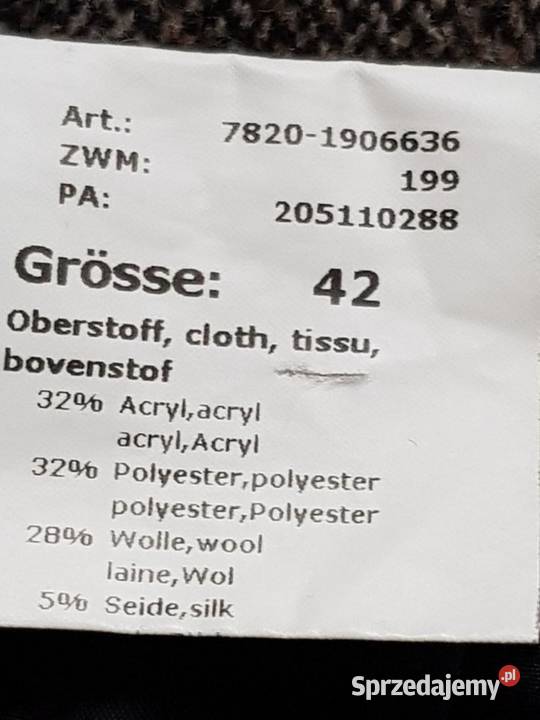 Art.: 7820-1906636
ZWM: 199
PA: 205110288
Grösse: 42
Oberstoff, cloth, tissu,
bovenstof
32% Acryl,acryl
acryl,Acryl
32% Polyester,polyester
polyester,Polyester
28% Wolle,wool
laine,Wol
5% Seide,silk
Sprzedajemy.pl